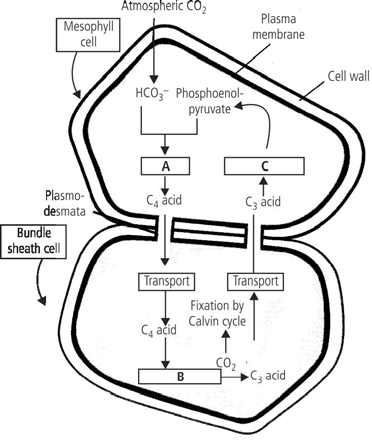 Atmospheric CO₂
Mesophyll
cell
Plasma
membrane
Cell wall
HCO₃⁻ Phosphoenol-
pyruvate
A
C
C₄ acid
C₃ acid
Plasmo-
desmata
Bundle
sheath cell
Transport
Transport
Fixation by
Calvin cycle
C₄ acid
CO₂
B
C₃ acid